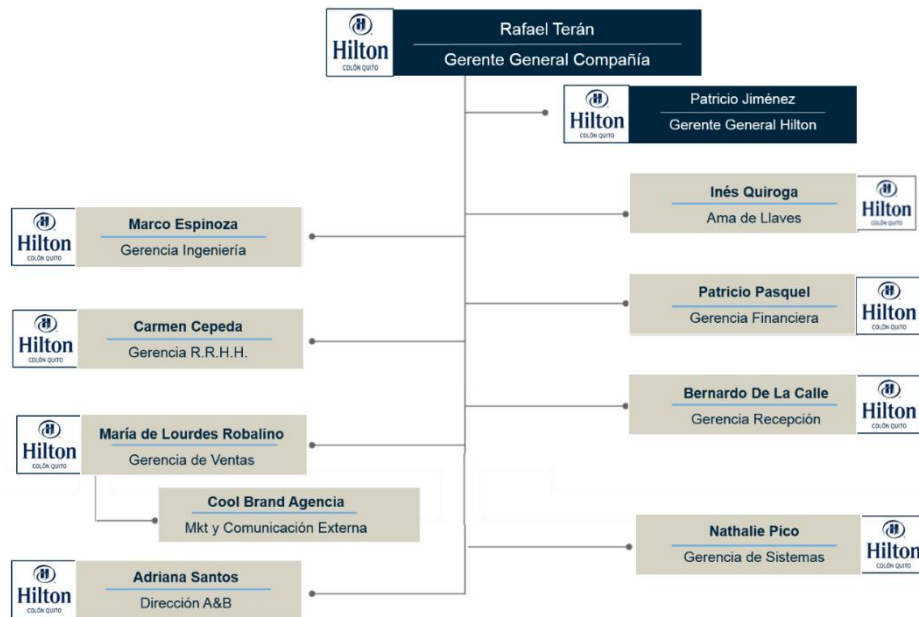 Hilton
COLÓN QUITO
Rafael Terán
Gerente General Compañía
Hilton
COLÓN QUITO
Patricio Jiménez
Gerente General Hilton
Inés Quiroga
Ama de Llaves
Hilton
COLÓN QUITO
Hilton
COLÓN QUITO
Marco Espinoza
Gerencia Ingeniería
Patricio Pasquel
Gerencia Financiera
Hilton
COLÓN QUITO
Hilton
COLÓN QUITO
Carmen Cepeda
Gerencia R.R.H.H.
Bernardo De La Calle
Gerencia Recepción
Hilton
COLÓN QUITO
Hilton
COLÓN QUITO
María de Lourdes Robalino
Gerencia de Ventas
Cool Brand Agencia
Mkt y Comunicación Externa
Nathalie Pico
Gerencia de Sistemas
Hilton
COLÓN QUITO
Hilton
COLÓN QUITO
Adriana Santos
Dirección A&B